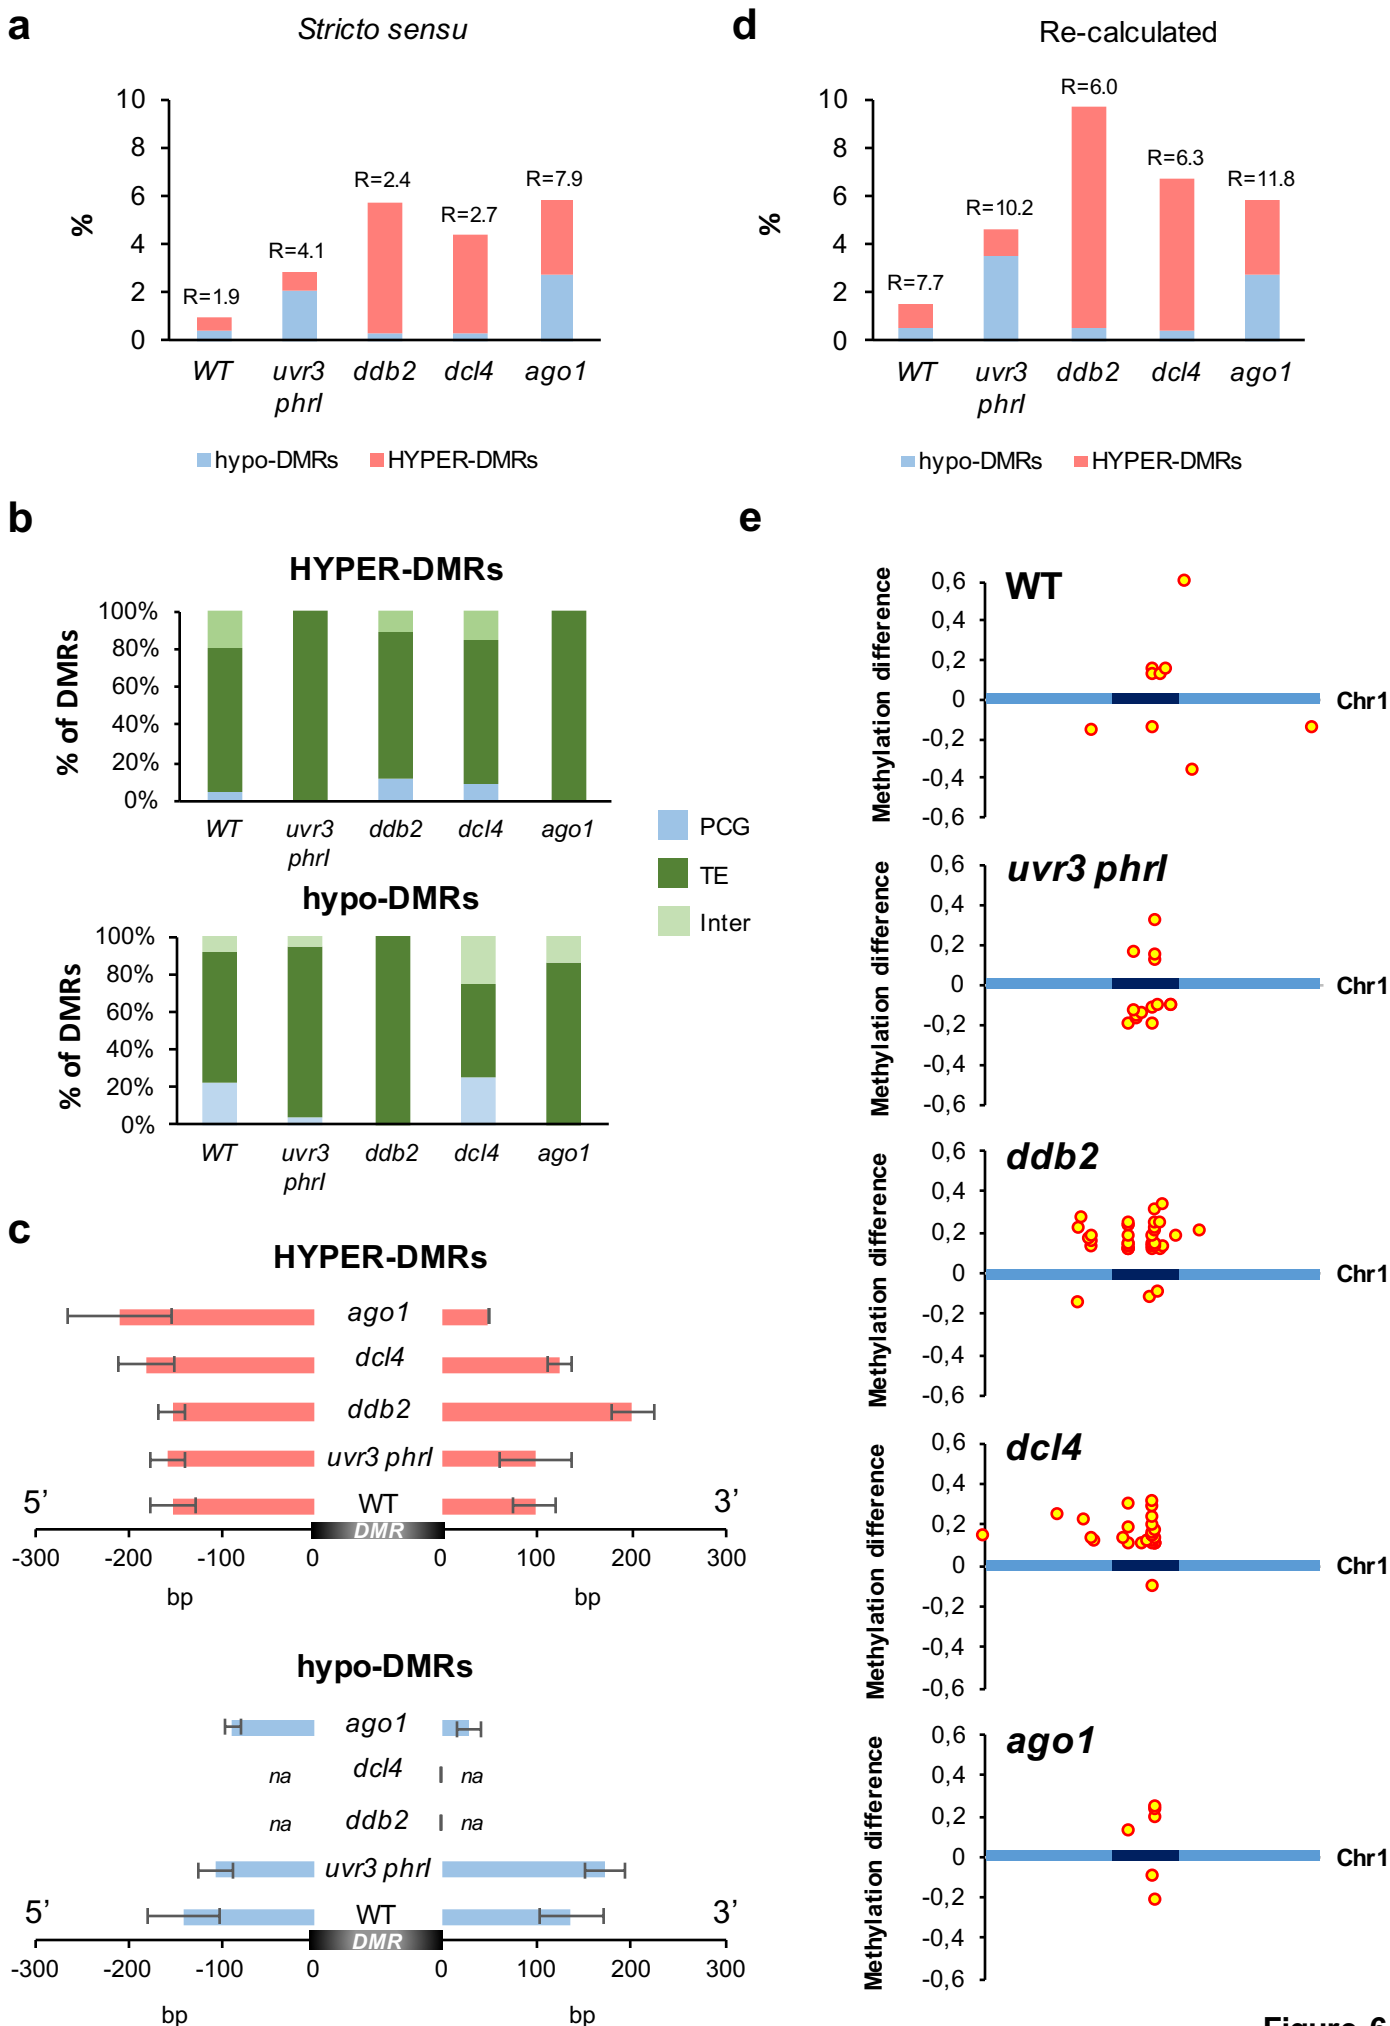 a
Stricto sensu
10
8
6
4
2
0
%
R=1.9
R=4.1
R=2.4
R=2.7
R=7.9
WT
uvr3
phrI
ddb2
dcl4
ago1
hypo-DMRs
HYPER-DMRs
d
Re-calculated
10
8
6
4
2
0
%
R=7.7
R=10.2
R=6.0
R=6.3
R=11.8
WT
uvr3
phrI
ddb2
dcl4
ago1
hypo-DMRs
HYPER-DMRs
b
HYPER-DMRs
% of DMRs
100%
80%
60%
40%
20%
0%
WT
uvr3
phrI
ddb2
dcl4
ago1
hypo-DMRs
% of DMRs
100%
80%
60%
40%
20%
0%
WT
uvr3
phrI
ddb2
dcl4
ago1
PCG
TE
Inter
c
HYPER-DMRs
ago1
dcl4
ddb2
uvr3 phrI
WT
5’
3’
DMR
-300 -200 -100 0 0 100 200 300
bp
bp
hypo-DMRs
ago1
na dcl4 na
na ddb2 na
uvr3 phrI
WT
5’
3’
DMR
-300 -200 -100 0 0 100 200 300
bp
bp
e
Methylation difference
0,6
0,4
0,2
0
-0,2
-0,4
-0,6
WT
Chr1
Methylation difference
0,6
0,4
0,2
0
-0,2
-0,4
-0,6
uvr3 phrI
Chr1
Methylation difference
0,6
0,4
0,2
0
-0,2
-0,4
-0,6
ddb2
Chr1
Methylation difference
0,6
0,4
0,2
0
-0,2
-0,4
-0,6
dcl4
Chr1
Methylation difference
0,6
0,4
0,2
0
-0,2
-0,4
-0,6
ago1
Chr1
Figure 6